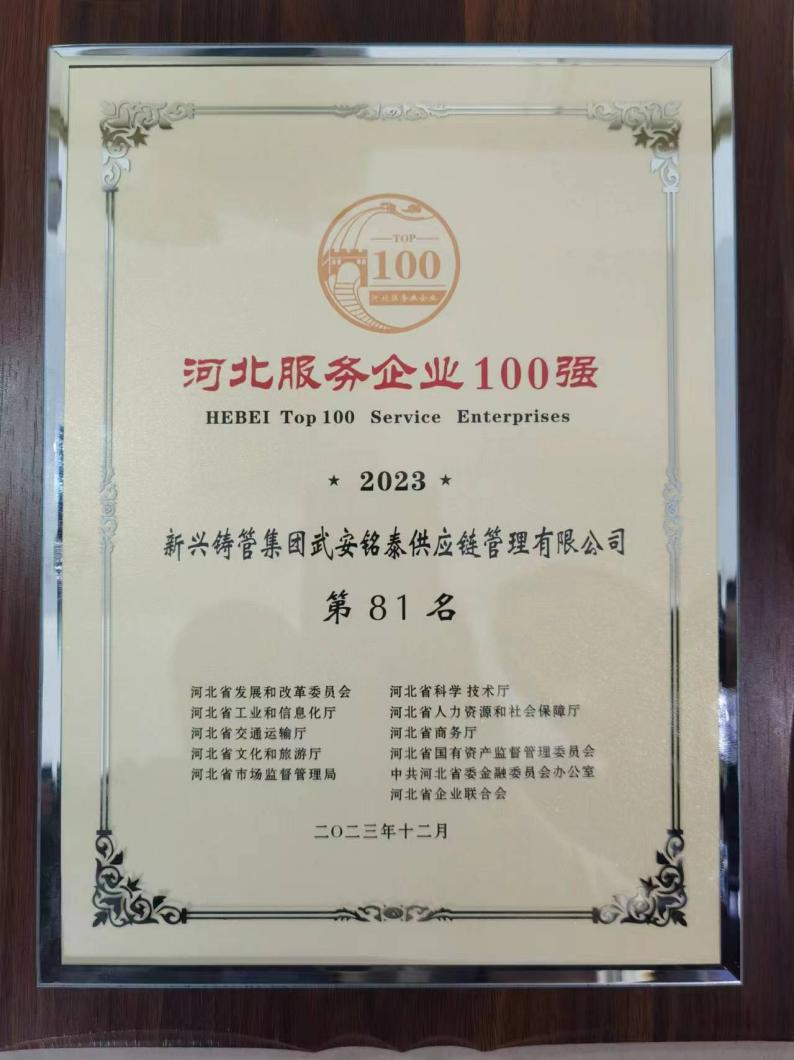 TOP
100
河北服务业企业
河北服务企业100强
HEBEI Top 100 Service Enterprises
★ 2023 ★
新兴铸管集团武安铭泰供应链管理有限公司
第 81 名
河北省发展和改革委员会
河北省工业和信息化厅
河北省交通运输厅
河北省文化和旅游厅
河北省市场监督管理局
河北省科学 技术厅
河北省人力资源和社会保障厅
河北省商务厅
河北省国有资产监督管理委员会
中共河北省委金融委员会办公室
河北省企业联合会
二〇二三年十二月